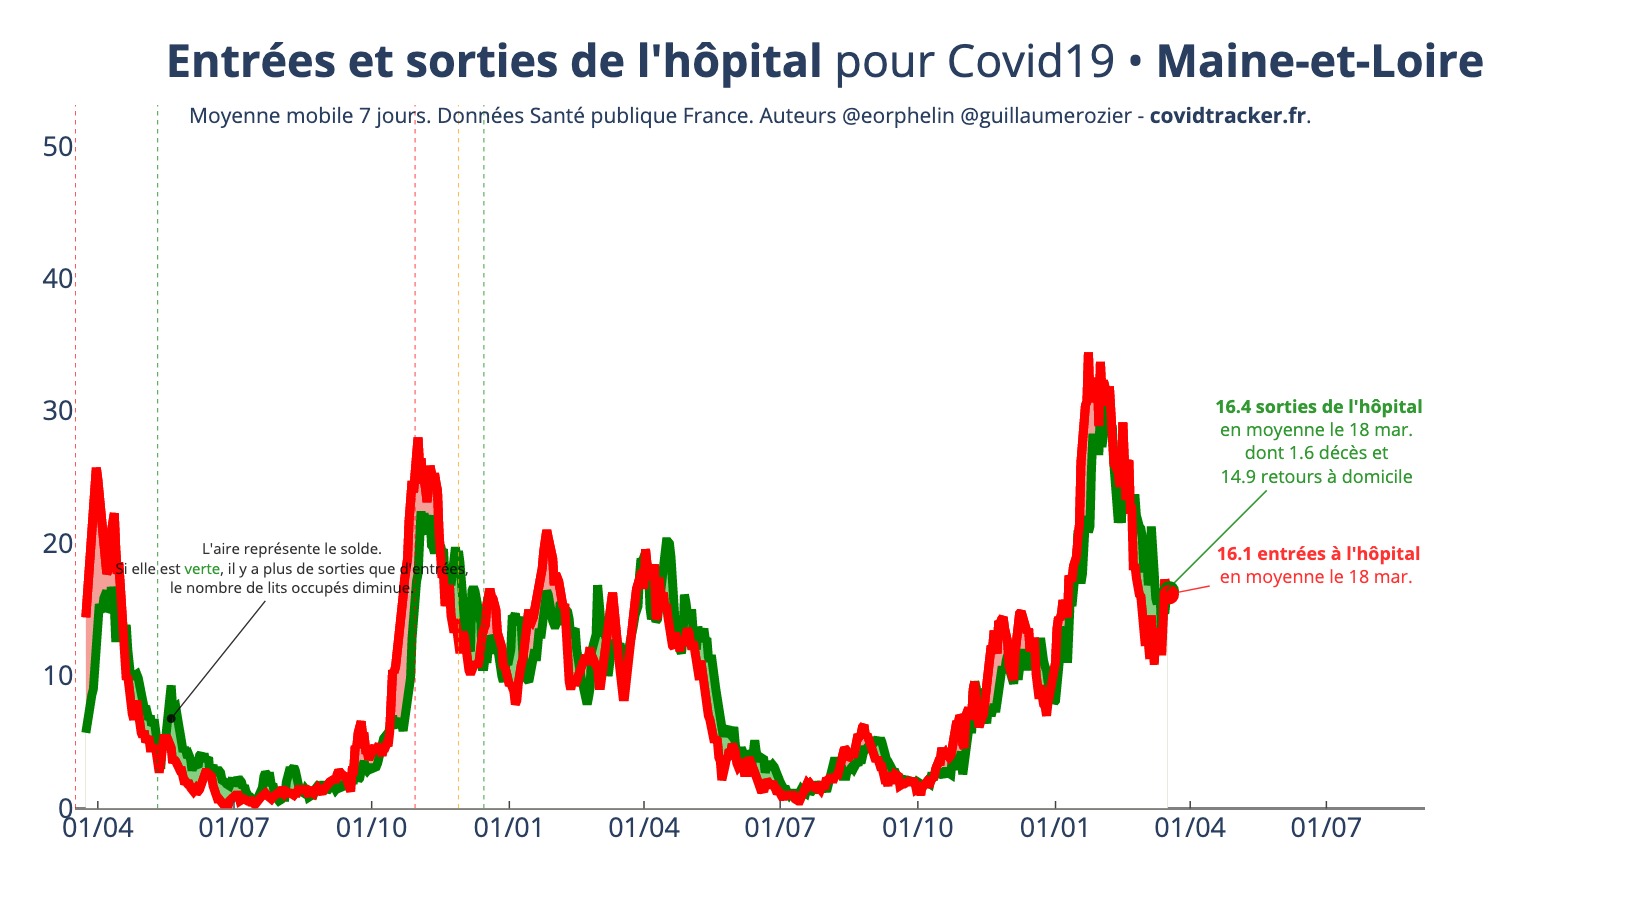 Entrées et sorties de l'hôpital pour Covid19 • Maine-et-Loire
Moyenne mobile 7 jours. Données Santé publique France. Auteurs @eorphelin @guillaumerozier - covidtracker.fr.
50
40
30
20
10
0
16.4 sorties de l'hôpital
en moyenne le 18 mar.
dont 1.6 décès et
14.9 retours à domicile
L'aire représente le solde.
Si elle est verte, il y a plus de sorties que d'entrées,
le nombre de lits occupés diminue.
16.1 entrées à l'hôpital
en moyenne le 18 mar.
01/04 01/07 01/10 01/01 01/04 01/07 01/10 01/01 01/04 01/07